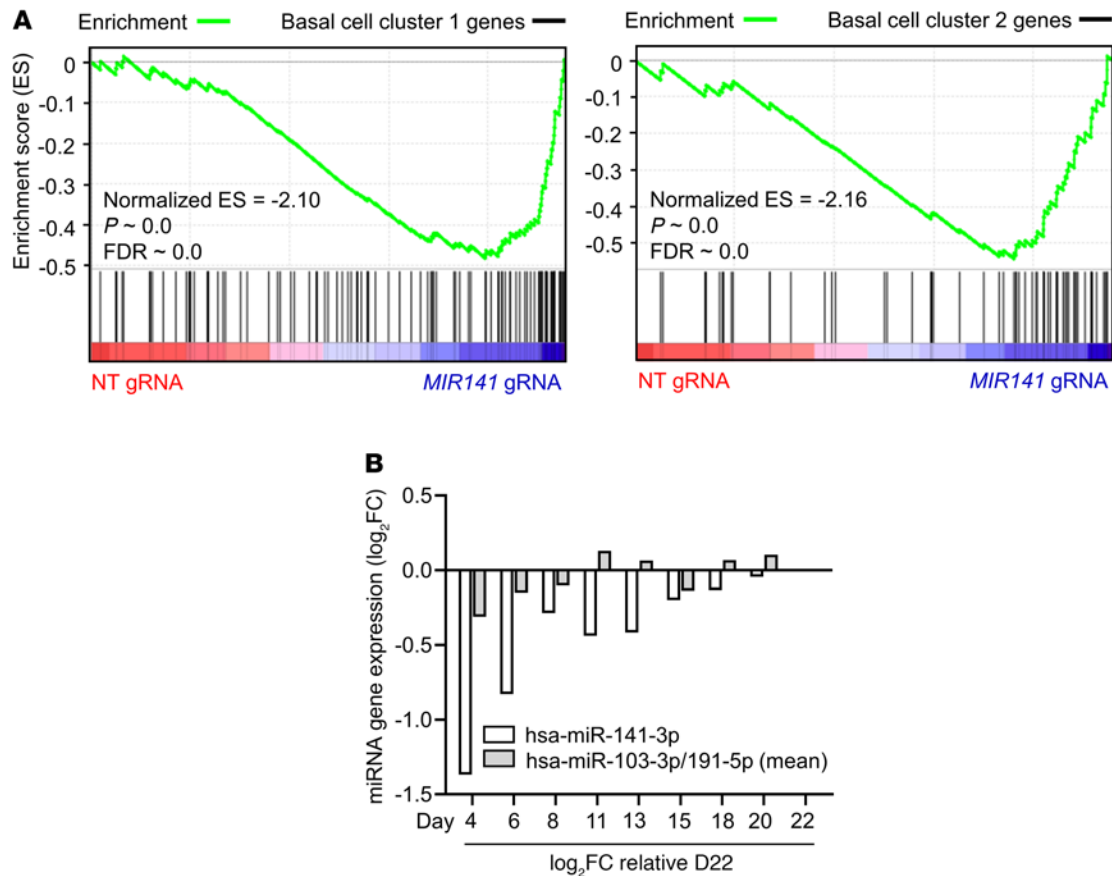 A
Enrichment
Basal cell cluster 1 genes
Enrichment score (ES)
0
-0.1
-0.2
-0.3
-0.4
-0.5
Normalized ES = -2.10
P ~ 0.0
FDR ~ 0.0
NT gRNA
MIR141 gRNA
Enrichment
Basal cell cluster 2 genes
0
-0.1
-0.2
-0.3
-0.4
-0.5
Normalized ES = -2.16
P ~ 0.0
FDR ~ 0.0
NT gRNA
MIR141 gRNA
B
miRNA gene expression (log₂FC)
0.5
0.0
-0.5
-1.0
-1.5
hsa-miR-141-3p
hsa-miR-103-3p/191-5p (mean)
Day 4 6 8 11 13 15 18 20 22
log₂FC relative D22